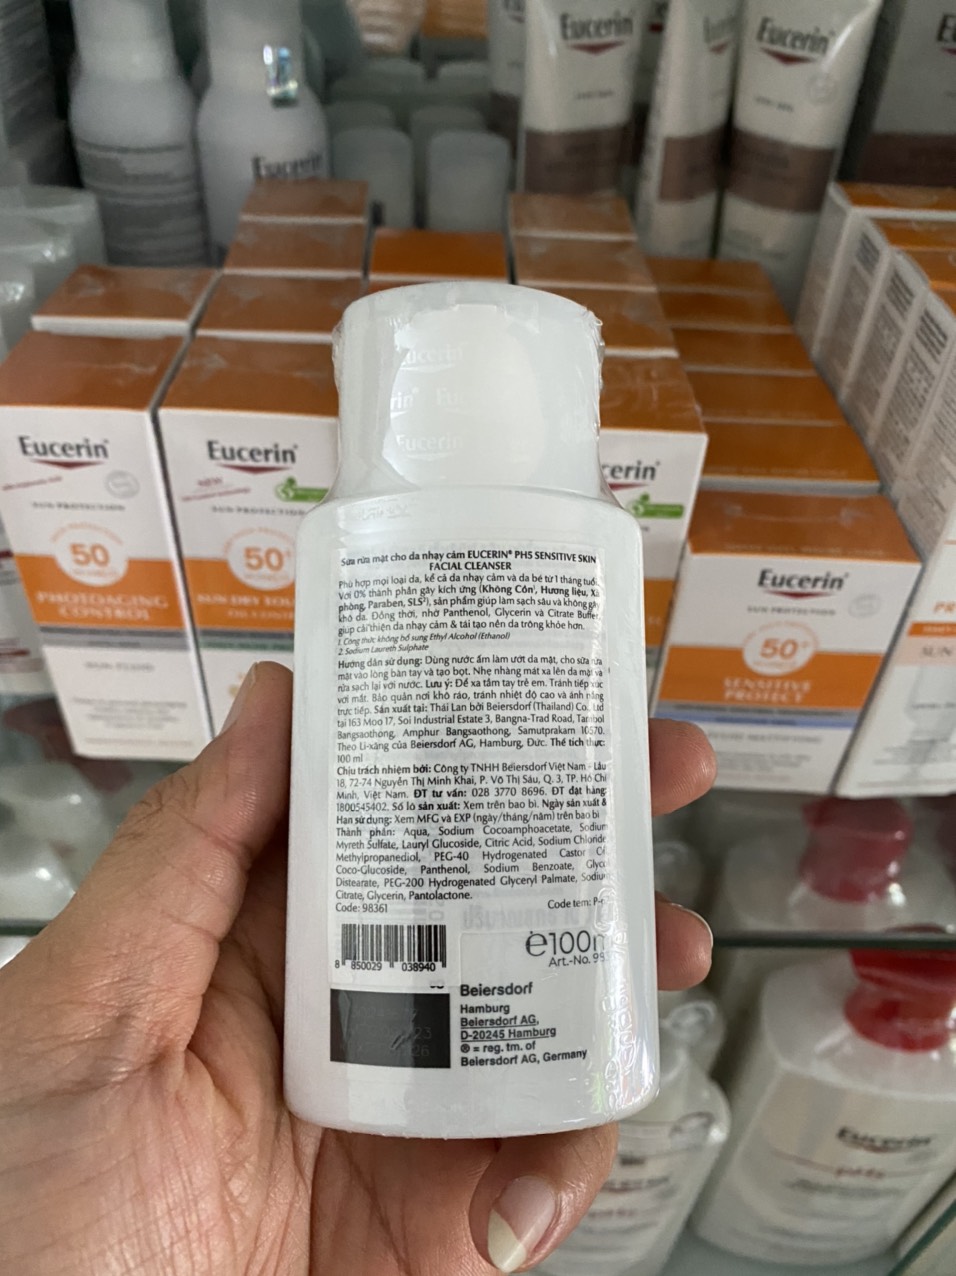 Eucerin
Eucerin
Eucerin
Eucerin
Eucerin
SUN PROTECTION
50
PHOTOAGING
CONTROL
Eucerin
SUN PROTECTION
50+
Eucerin
SUN PROTECTION
50+
SENSITIVE
PROTECT
Eucerin
Eucerin
Sữa rửa mặt cho da nhạy cảm EUCERIN® PH5 SENSITIVE SKIN
FACIAL CLEANSER
Phù hợp mọi loại da, kể cả da nhạy cảm và da bé từ 1 tháng
Với 0% thành phần gây kích ứng (Không Cồn¹, Hương liệu,
phòng, Paraben, SLS²), sản phẩm giúp làm sạch sâu và không
khô da. Đồng thời, nhờ Panthenol, Glycerin và Citrate
giúp cải thiện da nhạy cảm & tái tạo nên da trông khỏe hơn.
1. Công thức không bổ sung Ethyl Alcohol (Ethanol)
2. Sodium Laureth Sulphate
Hướng dẫn sử dụng: Dùng nước ấm làm ướt da mặt, cho sữa rửa
mặt vào lòng bàn tay và tạo bọt. Nhẹ nhàng mát xa lên da mặt và
rửa sạch lại với nước. Lưu ý: Để xa tầm tay trẻ em. Tránh tiếp xúc
với mắt. Bảo quản nơi khô ráo, tránh nhiệt độ cao và ánh nắng
trực tiếp. Sản xuất tại: Thái Lan bởi Beiersdorf (Thailand) Co., Ltd
tại 163 Moo 17, Soi Industrial Estate 3, Bangna-Trad Road, Tambol
Bangsaothong, Amphur Bangsaothong, Samutprakarn 10570.
Theo Li-xăng của Beiersdorf AG, Hamburg, Đức. Thể tích thực:
100 ml
Chịu trách nhiệm bởi: Công ty TNHH Beiersdorf Việt Nam - Lầu
18, 72-74 Nguyễn Thị Minh Khai, P. Võ Thị Sáu, Q. 3, TP. Hồ Chí
Minh, Việt Nam. ĐT tư vấn: 028 3770 8696. ĐT đặt hàng:
1800545402. Số lô sản xuất: Xem trên bao bì. Ngày sản xuất &
Hạn sử dụng: Xem MFG và EXP (ngày/tháng/năm) trên bao bì
Thành phần: Aqua, Sodium Cocoamphoacetate, Sodium
Myreth Sulfate, Lauryl Glucoside, Citric Acid, Sodium Chloride,
Methylpropanediol, PEG-40 Hydrogenated Castor
Coco-Glucoside, Panthenol, Sodium Benzoate,
Distearate, PEG-200 Hydrogenated Glyceryl Palmate,
Citrate, Glycerin, Pantolactone.
Code: 98361
Code tem:
8 850029 038940
e100
Art.-No.
Beiersdorf
Hamburg
Beiersdorf AG,
D-20245 Hamburg
® = reg. tm. of
Beiersdorf AG, Germany
Eucerin